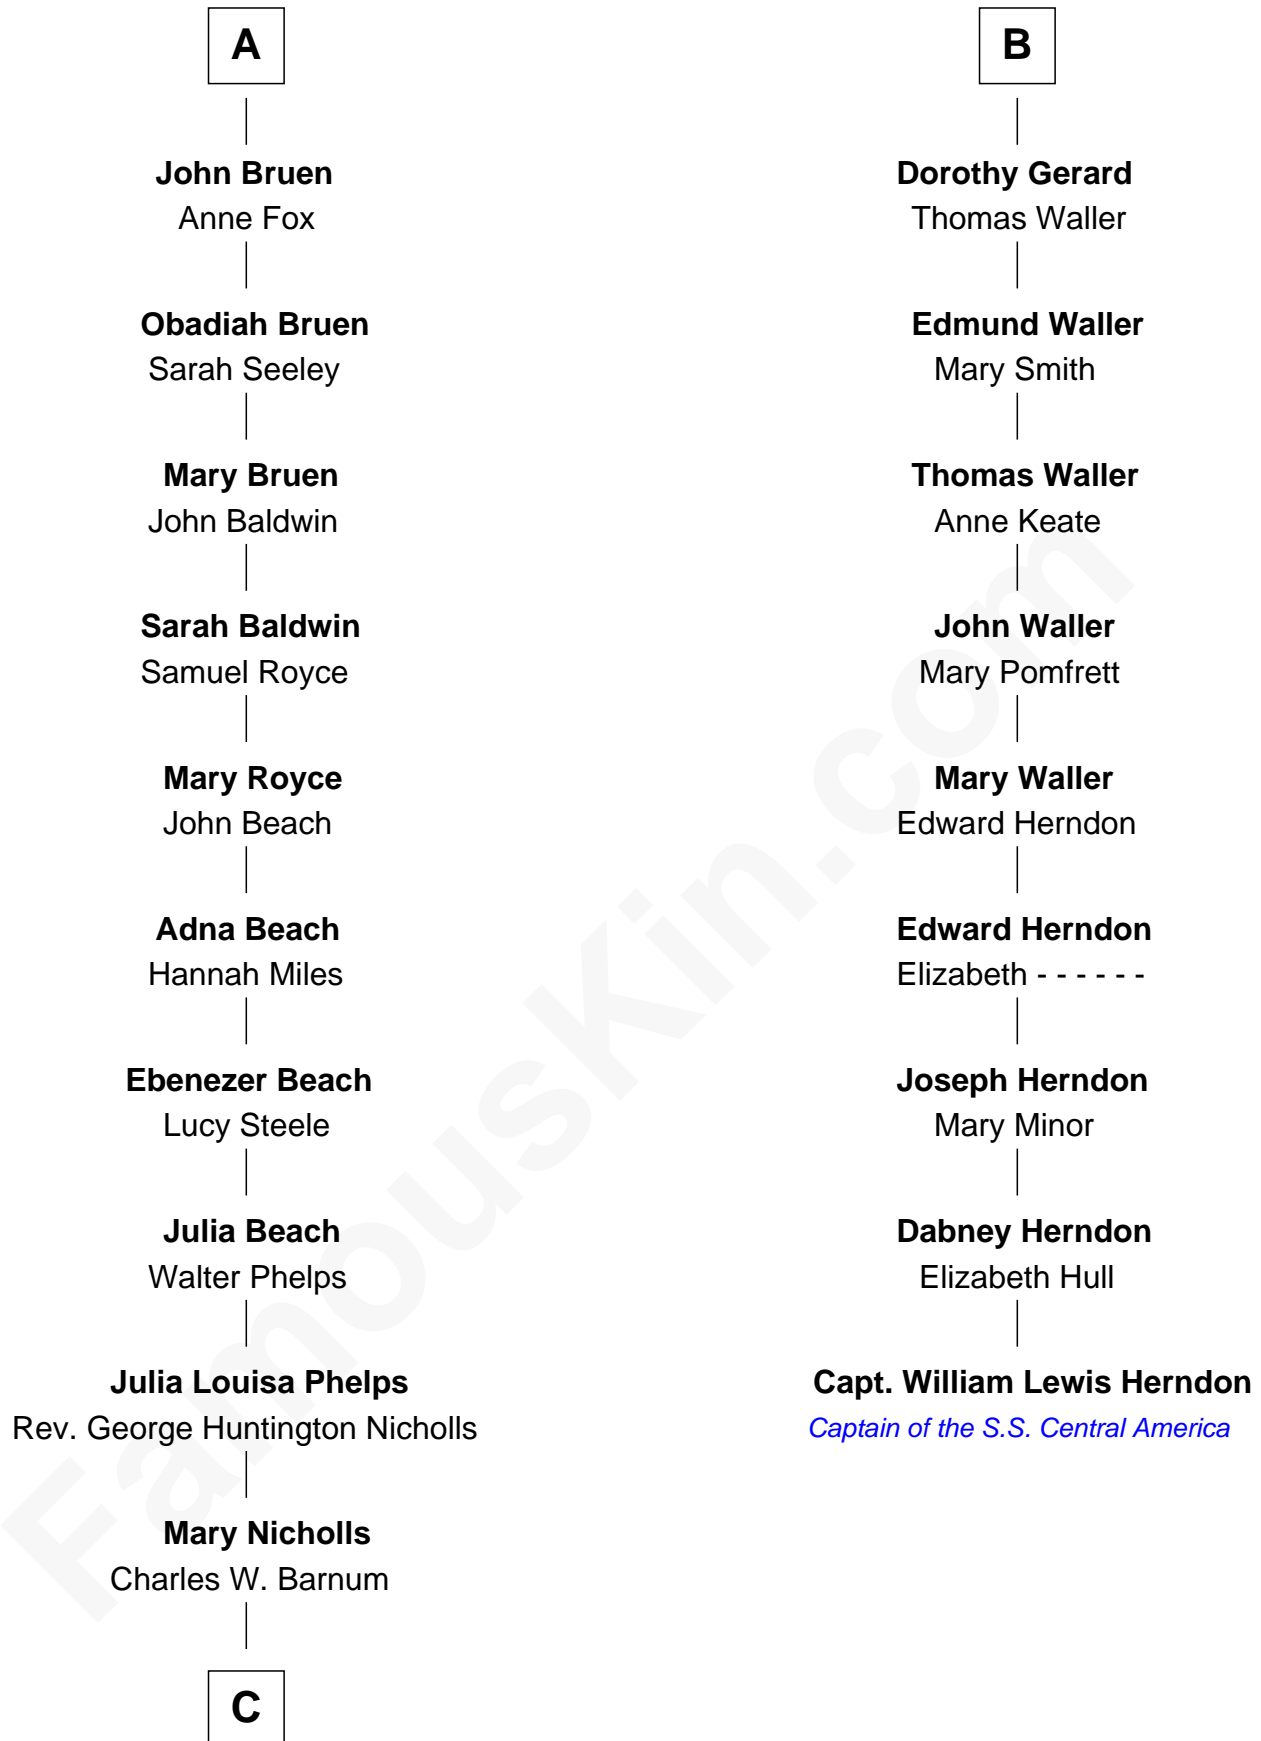 A
John Bruen
Anne Fox
Obadiah Bruen
Sarah Seeley
Mary Bruen
John Baldwin
Sarah Baldwin
Samuel Royce
Mary Royce
John Beach
Adna Beach
Hannah Miles
Ebenezer Beach
Lucy Steele
Julia Beach
Walter Phelps
Julia Louisa Phelps
Rev. George Huntington Nicholls
Mary Nicholls
Charles W. Barnum
C
B
Dorothy Gerard
Thomas Waller
Edmund Waller
Mary Smith
Thomas Waller
Anne Keate
John Waller
Mary Pomfrett
Mary Waller
Edward Herndon
Edward Herndon
Elizabeth - - - - - -
Joseph Herndon
Mary Minor
Dabney Herndon
Elizabeth Hull
Capt. William Lewis Herndon
Captain of the S.S. Central America
FamousKin.com